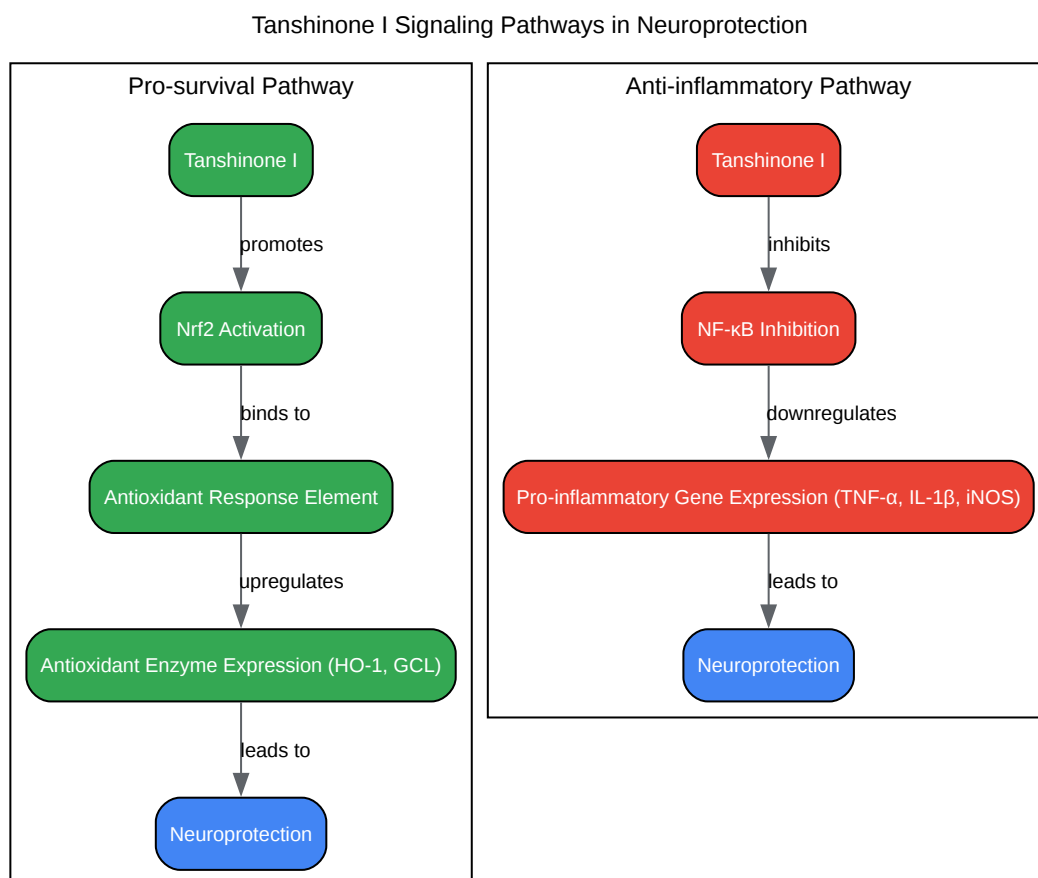 Tanshinone I Signaling Pathways in Neuroprotection
Pro-survival Pathway
Tanshinone I
promotes
Nrf2 Activation
binds to
Antioxidant Response Element
upregulates
Antioxidant Enzyme Expression (HO-1, GCL)
leads to
Neuroprotection
Anti-inflammatory Pathway
Tanshinone I
inhibits
NF-κB Inhibition
downregulates
Pro-inflammatory Gene Expression (TNF-α, IL-1β, iNOS)
leads to
Neuroprotection